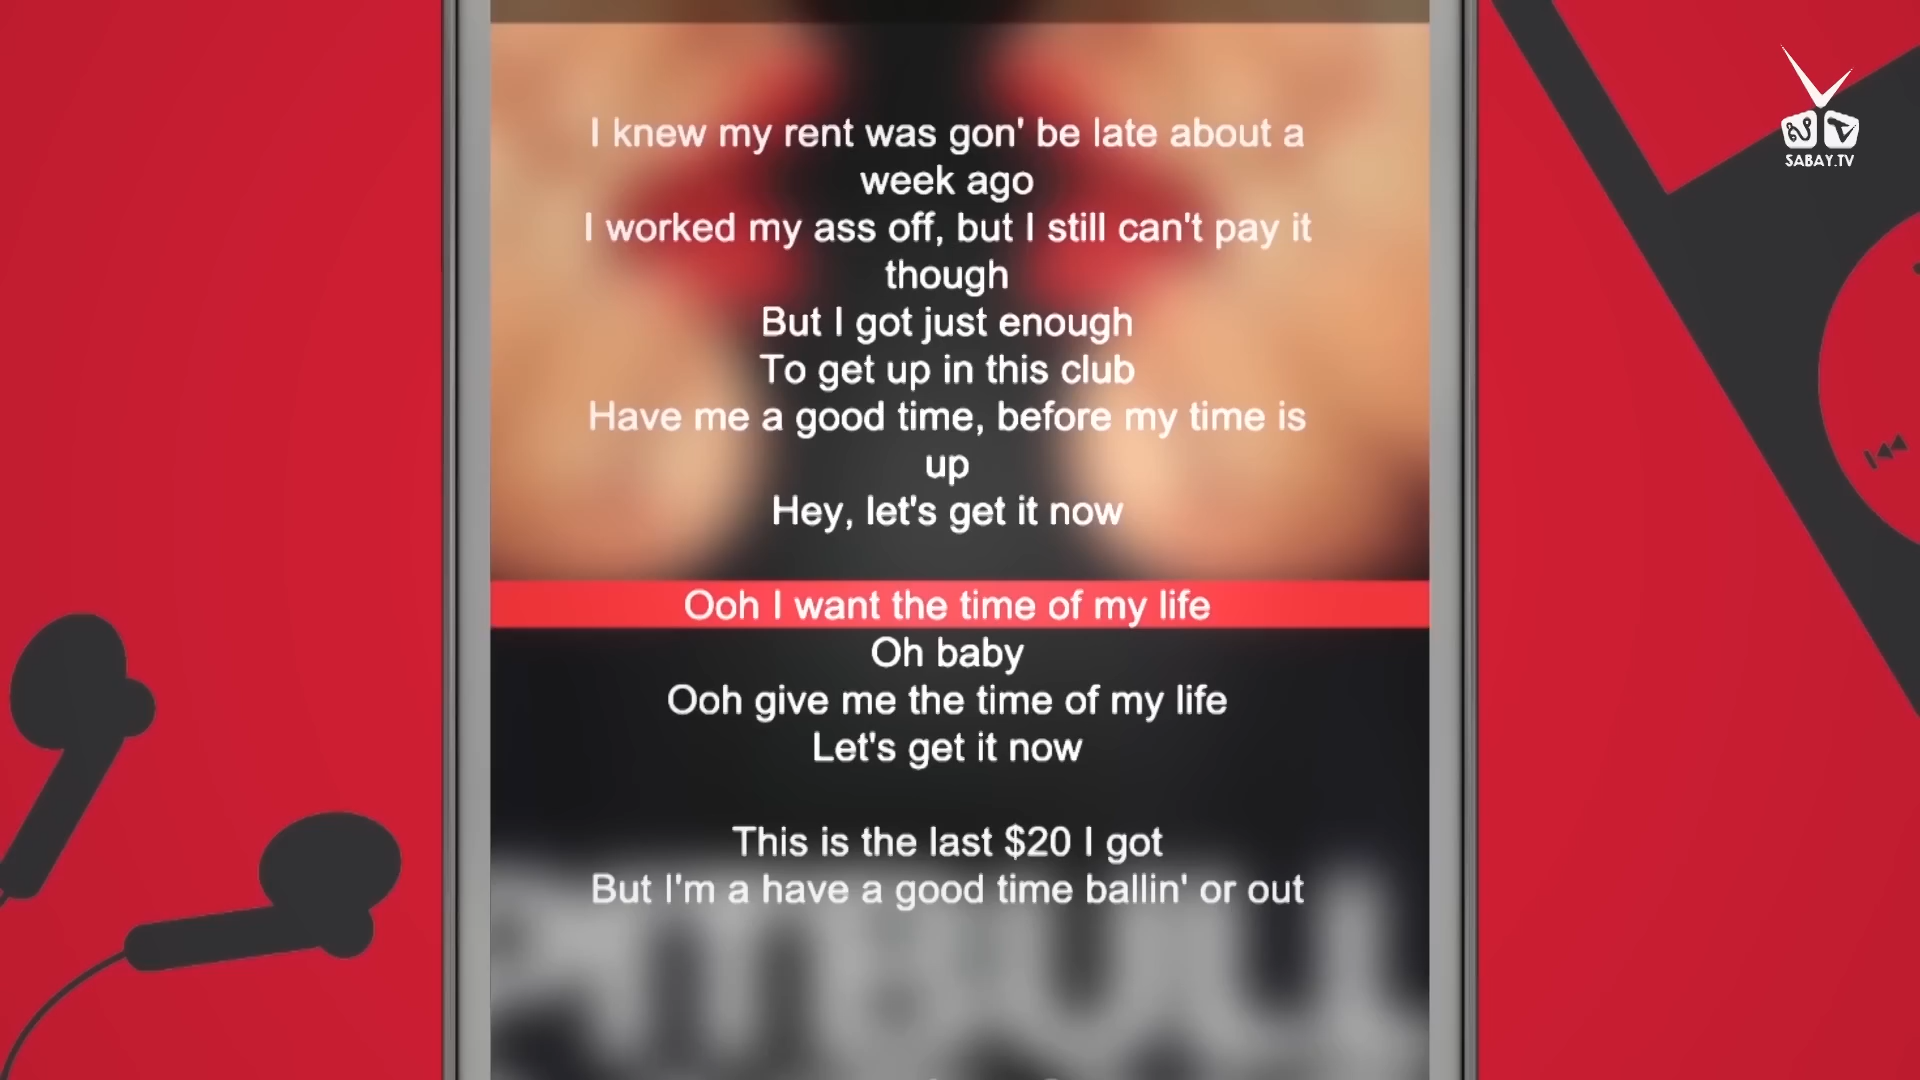 I knew my rent was gon' be late about a
week ago
I worked my ass off, but I still can't pay it
though
But I got just enough
To get up in this club
Have me a good time, before my time is
up
Hey, let's get it now
Ooh I want the time of my life
Oh baby
Ooh give me the time of my life
Let's get it now
This is the last $20 I got
But I'm a have a good time ballin' or out
SABAY.TV